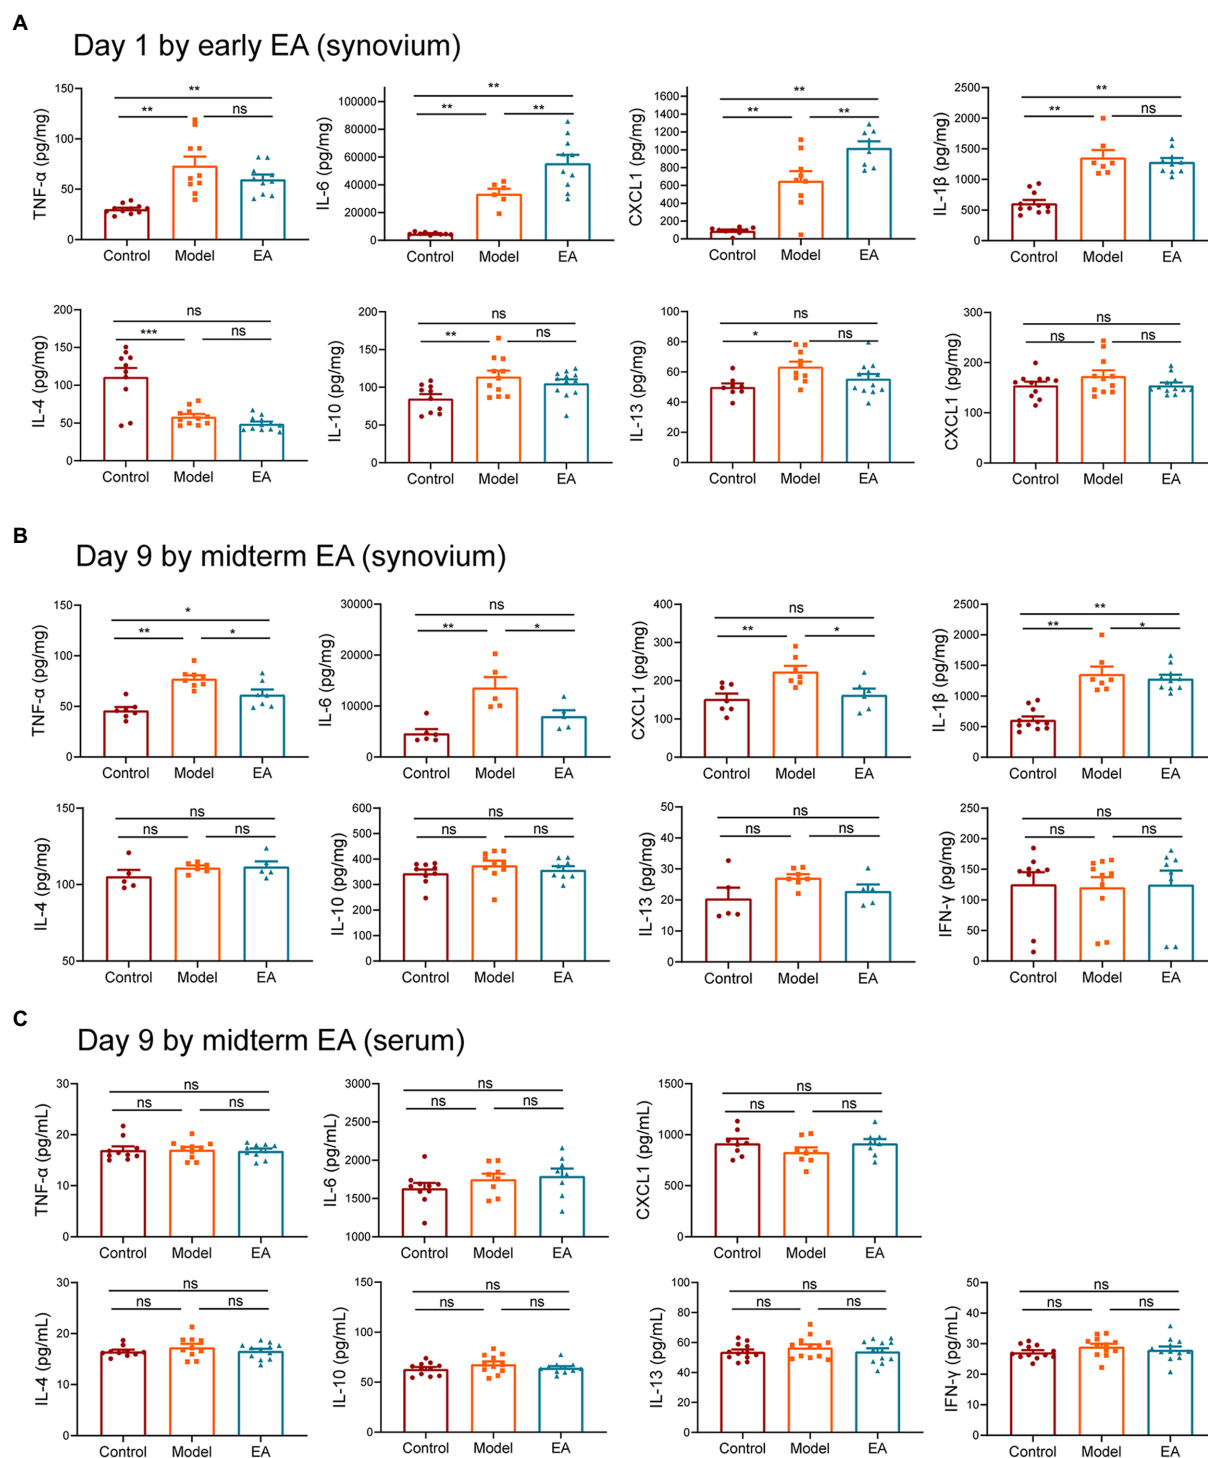 A
Day 1 by early EA (synovium)
TNF-α (pg/mg)
150
100
50
0
**
**
ns
Control Model EA
IL-6 (pg/mg)
100000
80000
60000
40000
20000
0
**
**
**
Control Model EA
CXCL1 (pg/mg)
1600
1400
1200
1000
800
600
400
200
0
**
**
**
Control Model EA
IL-1β (pg/mg)
2500
2000
1500
1000
500
0
**
**
ns
Control Model EA
IL-4 (pg/mg)
200
150
100
50
0
ns
***
ns
Control Model EA
IL-10 (pg/mg)
200
150
100
50
0
ns
**
ns
Control Model EA
IL-13 (pg/mg)
100
80
60
40
20
0
ns
*
ns
Control Model EA
CXCL1 (pg/mg)
300
200
100
0
ns
ns
ns
Control Model EA
B
Day 9 by midterm EA (synovium)
TNF-α (pg/mg)
150
100
50
0
*
**
*
Control Model EA
IL-6 (pg/mg)
30000
20000
10000
0
ns
**
*
Control Model EA
CXCL1 (pg/mg)
400
300
200
100
0
ns
**
*
Control Model EA
IL-1β (pg/mg)
2500
2000
1500
1000
500
0
**
**
*
Control Model EA
IL-4 (pg/mg)
150
100
50
ns
ns
ns
Control Model EA
IL-10 (pg/mg)
600
500
400
300
200
100
0
ns
ns
ns
Control Model EA
IL-13 (pg/mg)
50
40
30
20
10
0
ns
ns
ns
Control Model EA
IFN-γ (pg/mg)
250
200
150
100
50
0
ns
ns
ns
Control Model EA
C
Day 9 by midterm EA (serum)
TNF-α (pg/mL)
30
20
10
0
ns
ns
ns
Control Model EA
IL-6 (pg/mL)
3000
2500
2000
1500
1000
ns
ns
ns
Control Model EA
CXCL1 (pg/mL)
1500
1000
500
0
ns
ns
ns
Control Model EA
IL-4 (pg/mL)
30
20
10
0
ns
ns
ns
Control Model EA
IL-10 (pg/mL)
150
100
50
0
ns
ns
ns
Control Model EA
IL-13 (pg/mL)
100
80
60
40
20
0
ns
ns
ns
Control Model EA
IFN-γ (pg/mL)
50
40
30
20
10
0
ns
ns
ns
Control Model EA